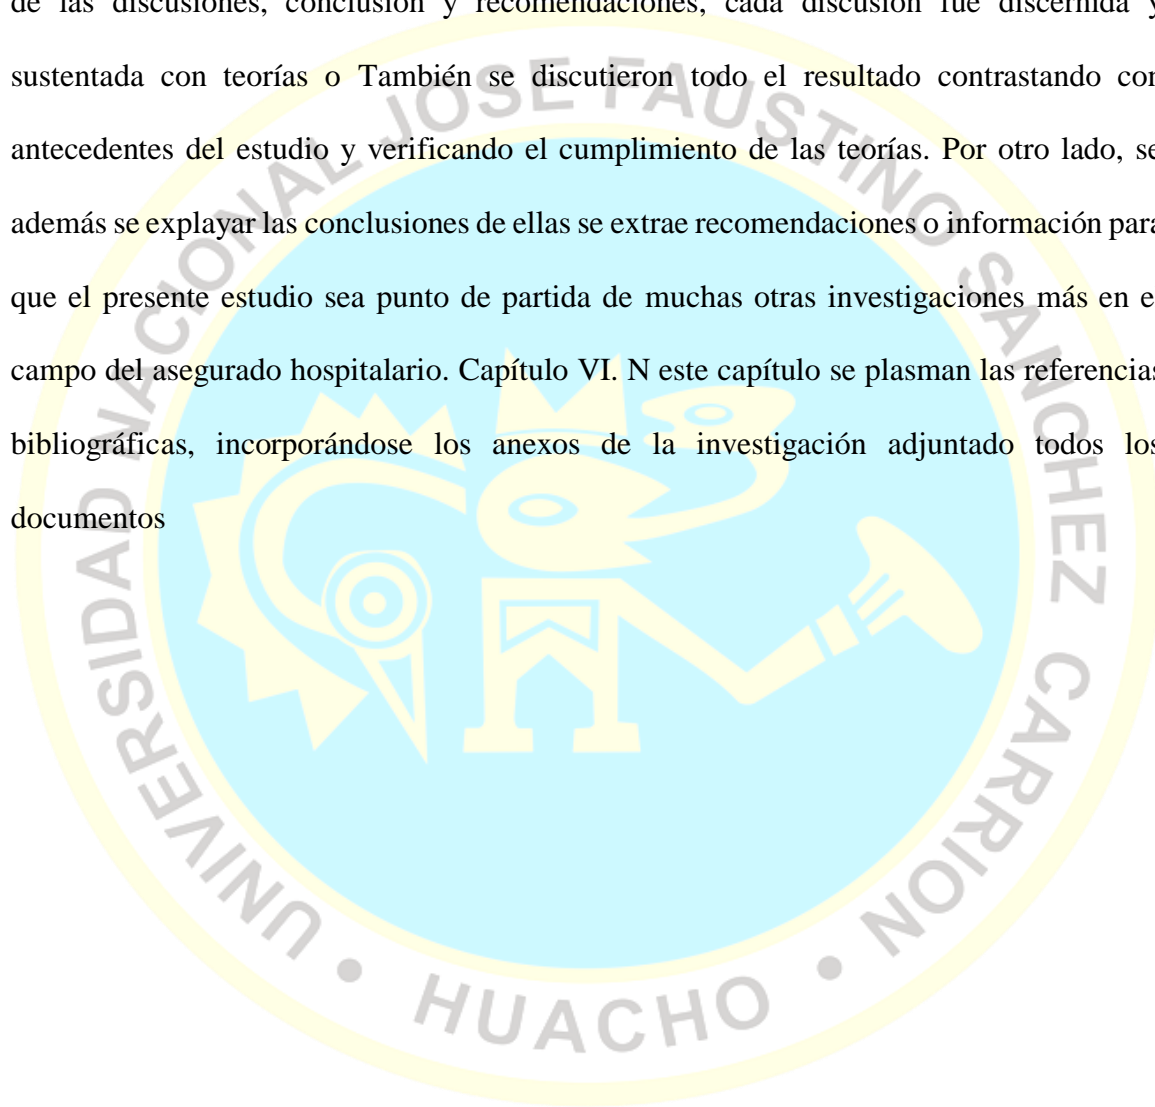 de las discusiones, conclusión y recomendaciones, cada discusión fue discernida y
sustentada con teorías o También se discutieron todo el resultado contrastando con
antecedentes del estudio y verificando el cumplimiento de las teorías. Por otro lado, se
además se explayar las conclusiones de ellas se extrae recomendaciones o información para
que el presente estudio sea punto de partida de muchas otras investigaciones más en el
campo del asegurado hospitalario. Capítulo VI. N este capítulo se plasman las referencias
bibliográficas, incorporándose los anexos de la investigación adjuntado todos los
documentos
UNIVERSIDAD NACIONAL JOSE FAUSTINO SANCHEZ CARRION
• HUACHO •